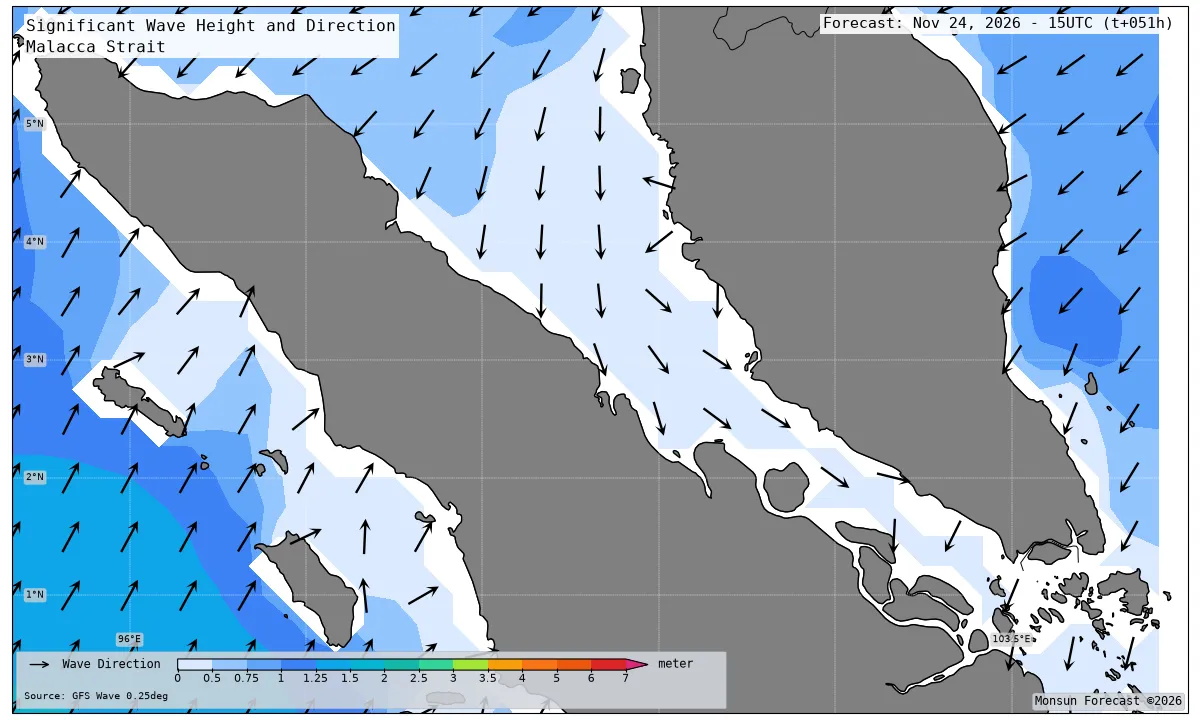 Significant Wave Height and Direction
Malacca Strait
Forecast: Nov 24, 2026 - 15UTC (t+051h)
5°N
4°N
3°N
2°N
1°N
96°E
103.5°E
Wave Direction
meter
0 0.5 0.75 1 1.25 1.5 2 2.5 3 3.5 4 5 6 7
Source: GFS Wave 0.25deg
Monsun Forecast ©2026